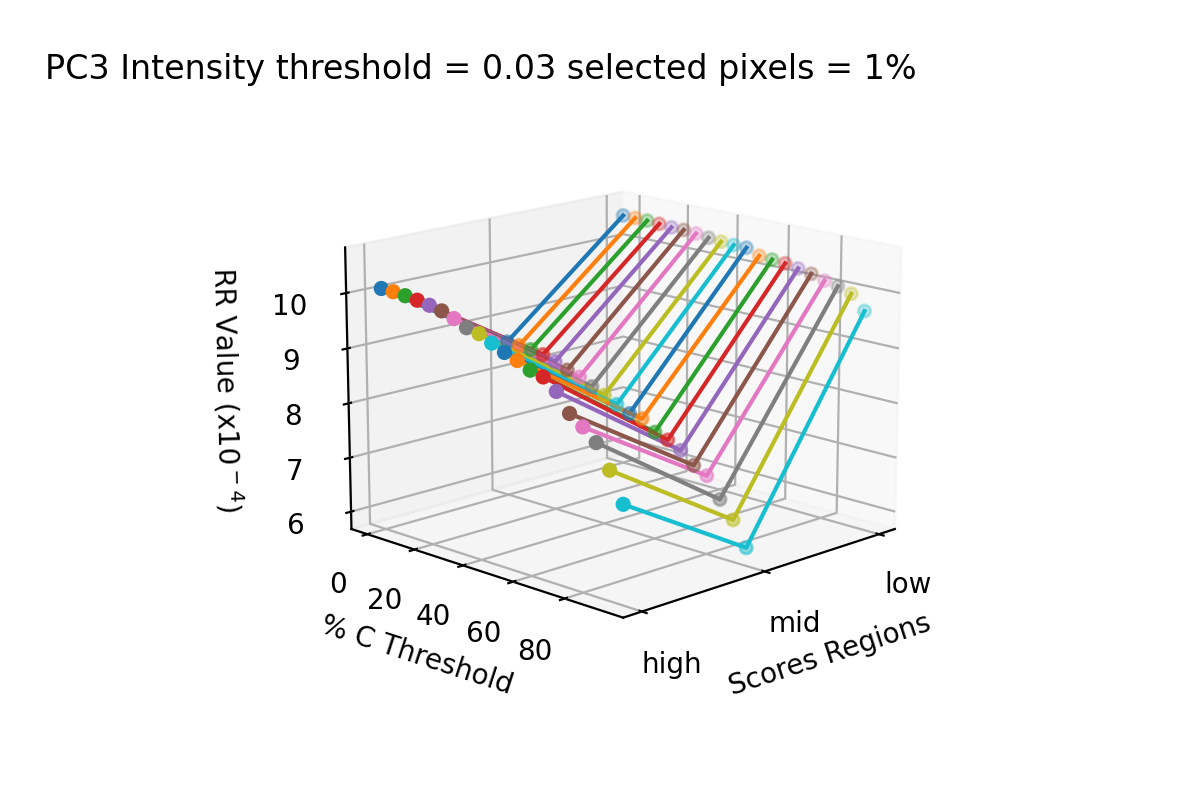 PC3 Intensity threshold = 0.03 selected pixels = 1%
RR Value (x10⁻⁴)
10
9
8
7
6
0
20
40
60
80
% C Threshold
high
mid
low
Scores Regions